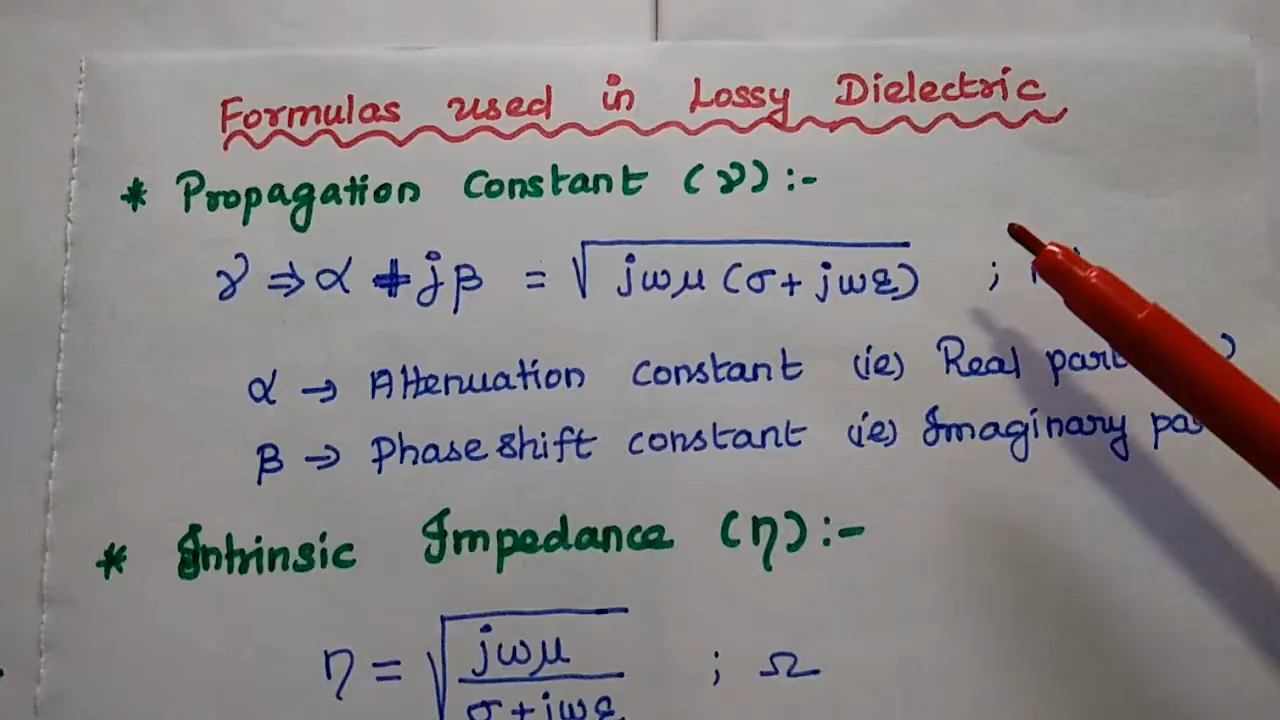 Formulas used in Lossy Dielectric
* Propagation Constant (γ):-
γ ⇒ α + jβ = √jωμ(σ+jωε) ;
α → Attenuation constant (ie) Real part
β → Phase shift constant (ie) Imaginary
* Intrinsic Impedance (η):-
η = √jωμ/σ+jωε ; Ω